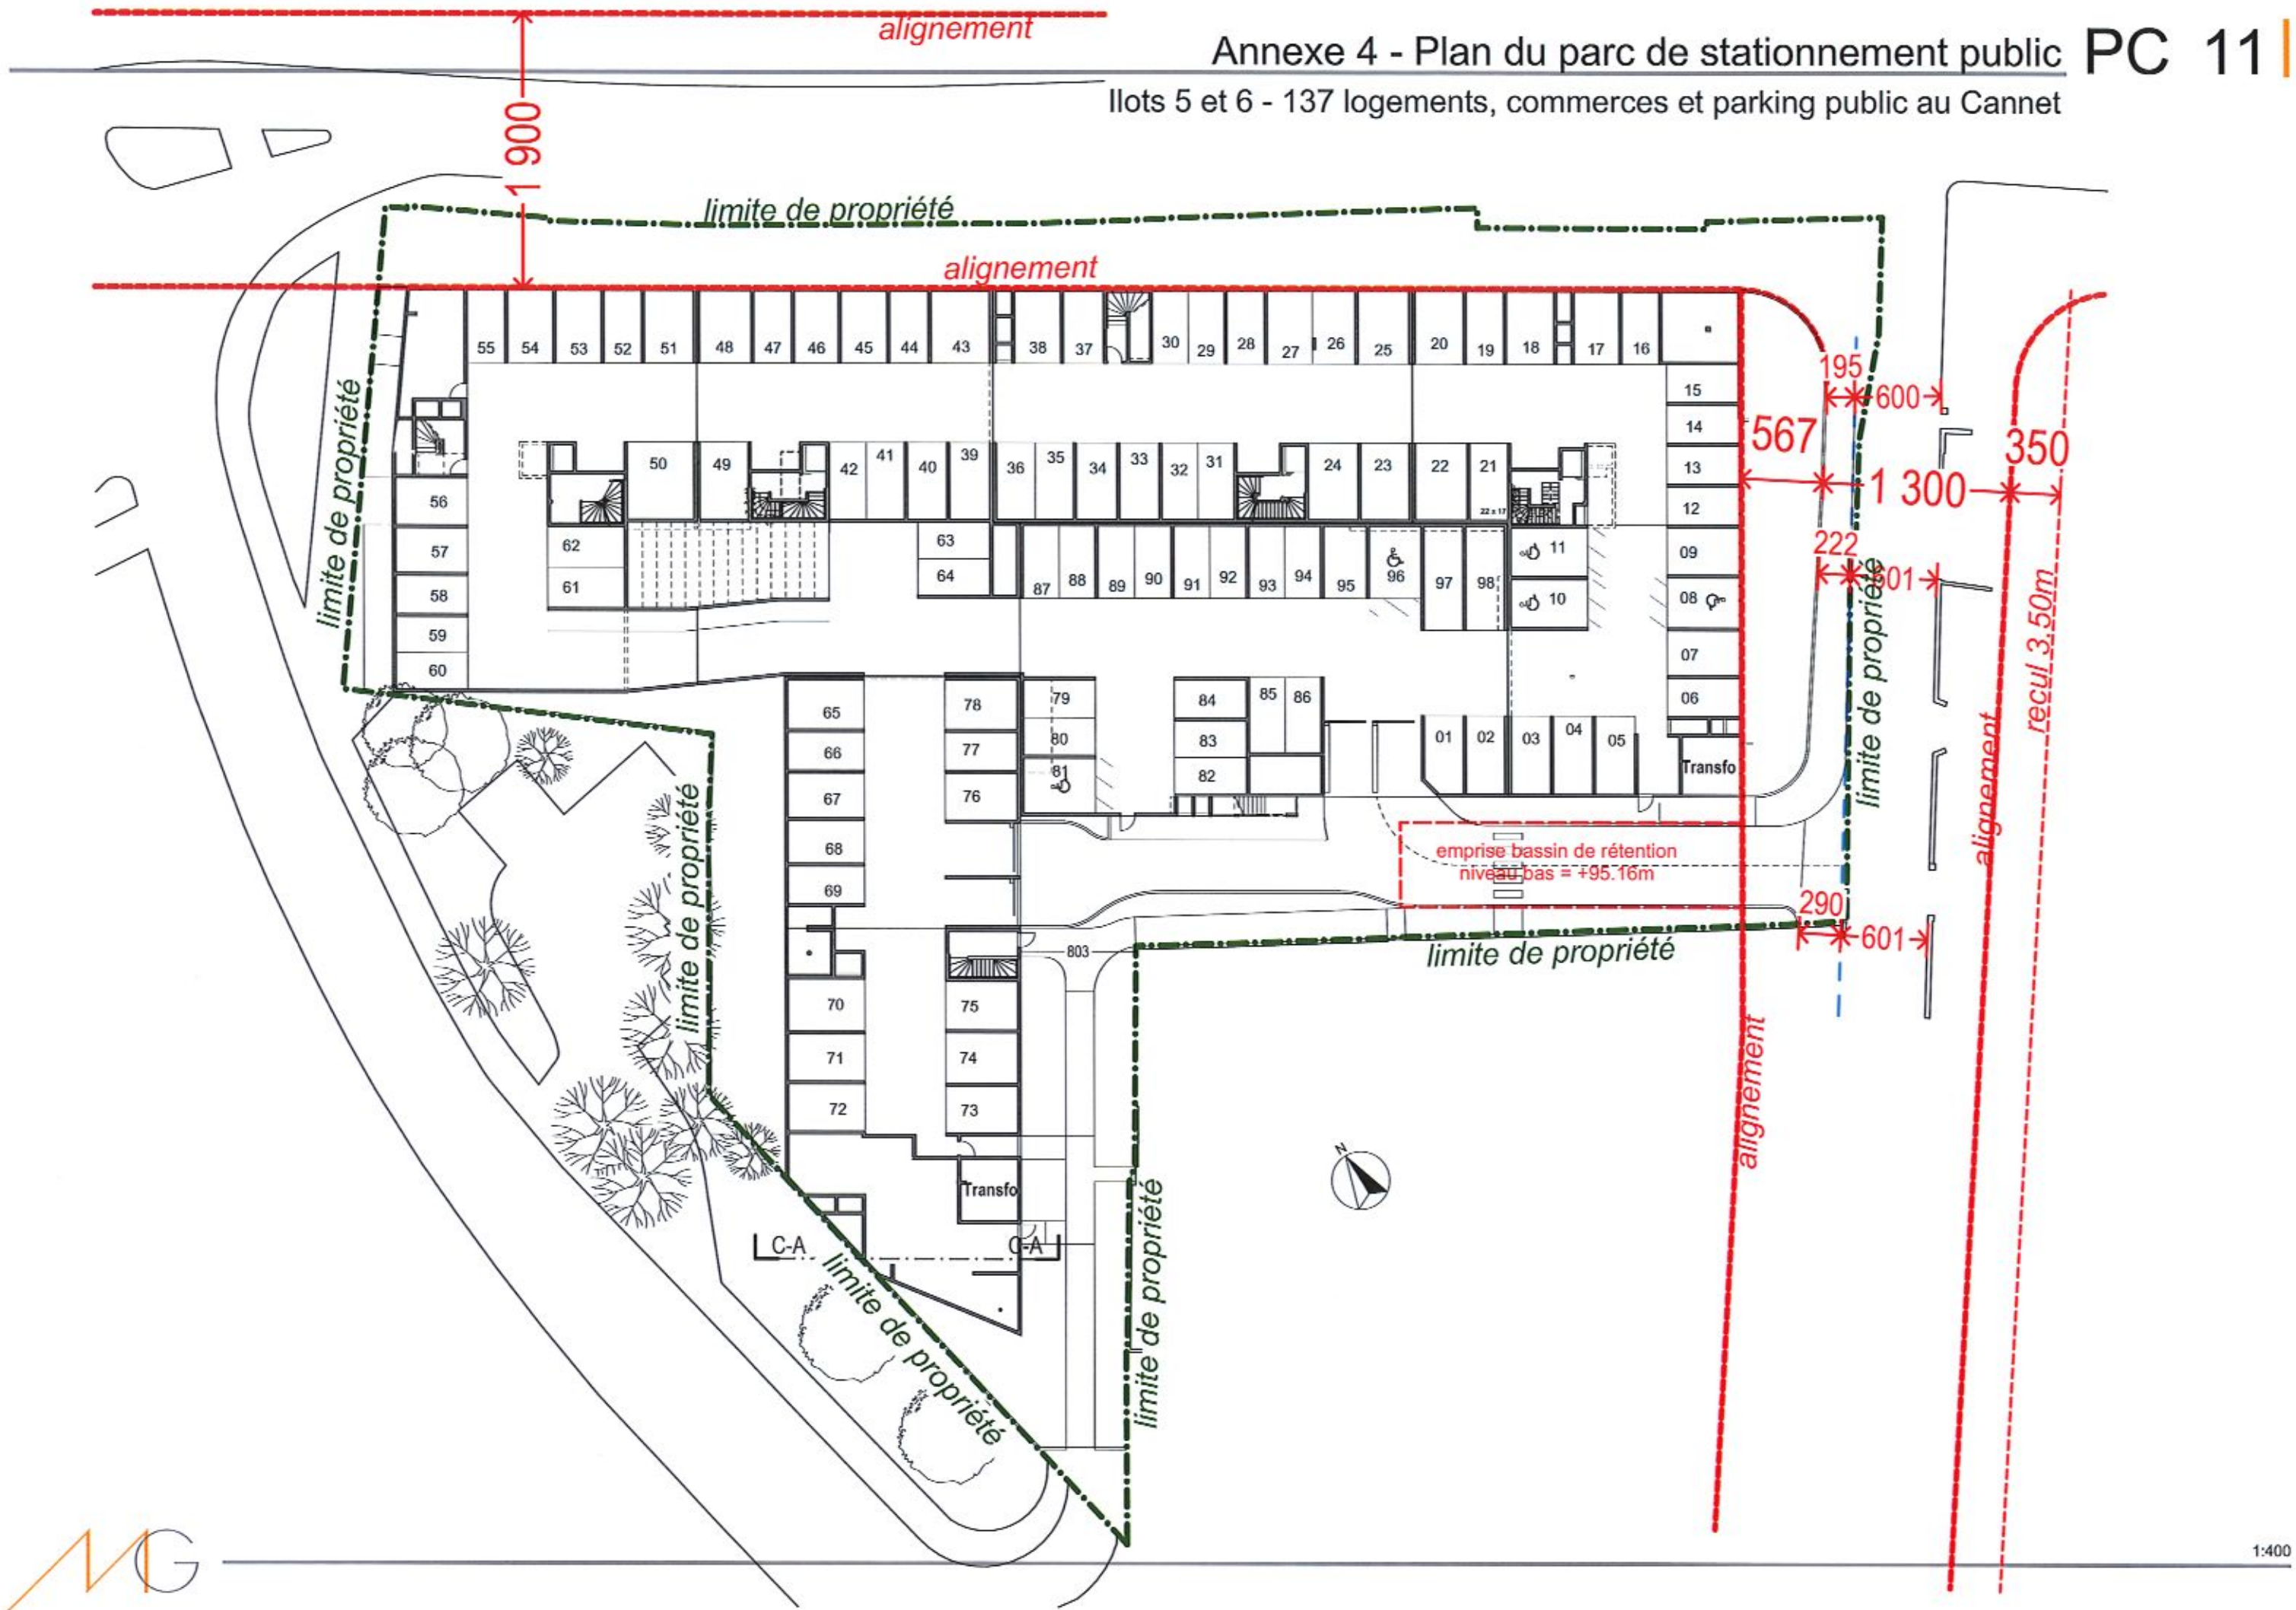 alignement
Annexe 4 - Plan du parc de stationnement public PC 11
Ilots 5 et 6 - 137 logements, commerces et parking public au Cannet
1 900
limite de propriété
alignement
55 54 53 52 51 48 47 46 45 44 43 38 37 30 29 28 27 26 25 20 19 18 17 16
195
600
15
14
567
350
limite de propriété
50 49 42 41 40 39 36 35 34 33 32 31 24 23 22 21 13
1 300
22 x 17
56 12
62 63 11 09
222
57
64 87 88 89 90 91 92 93 94 95 96 97 98
601
61 10 08
58
59
60
07
06
limite de propriété
recul 3.50m
65 78 79 84 85 86
66 77 80 83 01 02 03 04 05
67 76 81 82
Transfo
alignement
limite de propriété
68
69
emprise bassin de rétention
niveau bas = +95.16m
290
601
803
limite de propriété
70 75
71 74
72 73
alignement
N
Transfo
C-A C-A
limite de propriété
limite de propriété
MG
1:400